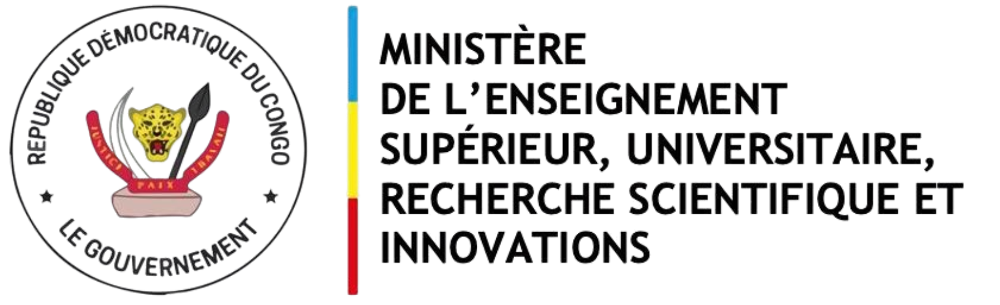 REPUBLIQUE DÉMOCRATIQUE DU CONGO
JUSTICE
PAIX
TRAVAIL
LE GOUVERNEMENT
MINISTÈRE
DE L’ENSEIGNEMENT
SUPÉRIEUR, UNIVERSITAIRE,
RECHERCHE SCIENTIFIQUE ET
INNOVATIONS